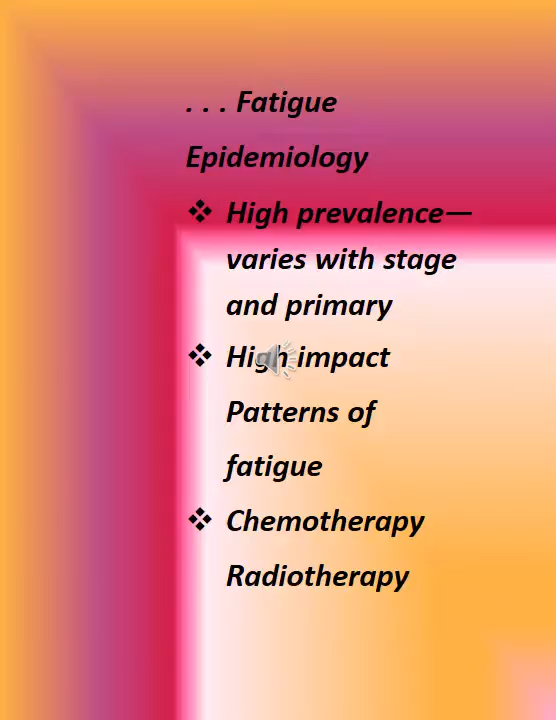 . . . Fatigue
Epidemiology
❖ High prevalence—
varies with stage
and primary
❖ High impact
Patterns of
fatigue
❖ Chemotherapy
Radiotherapy